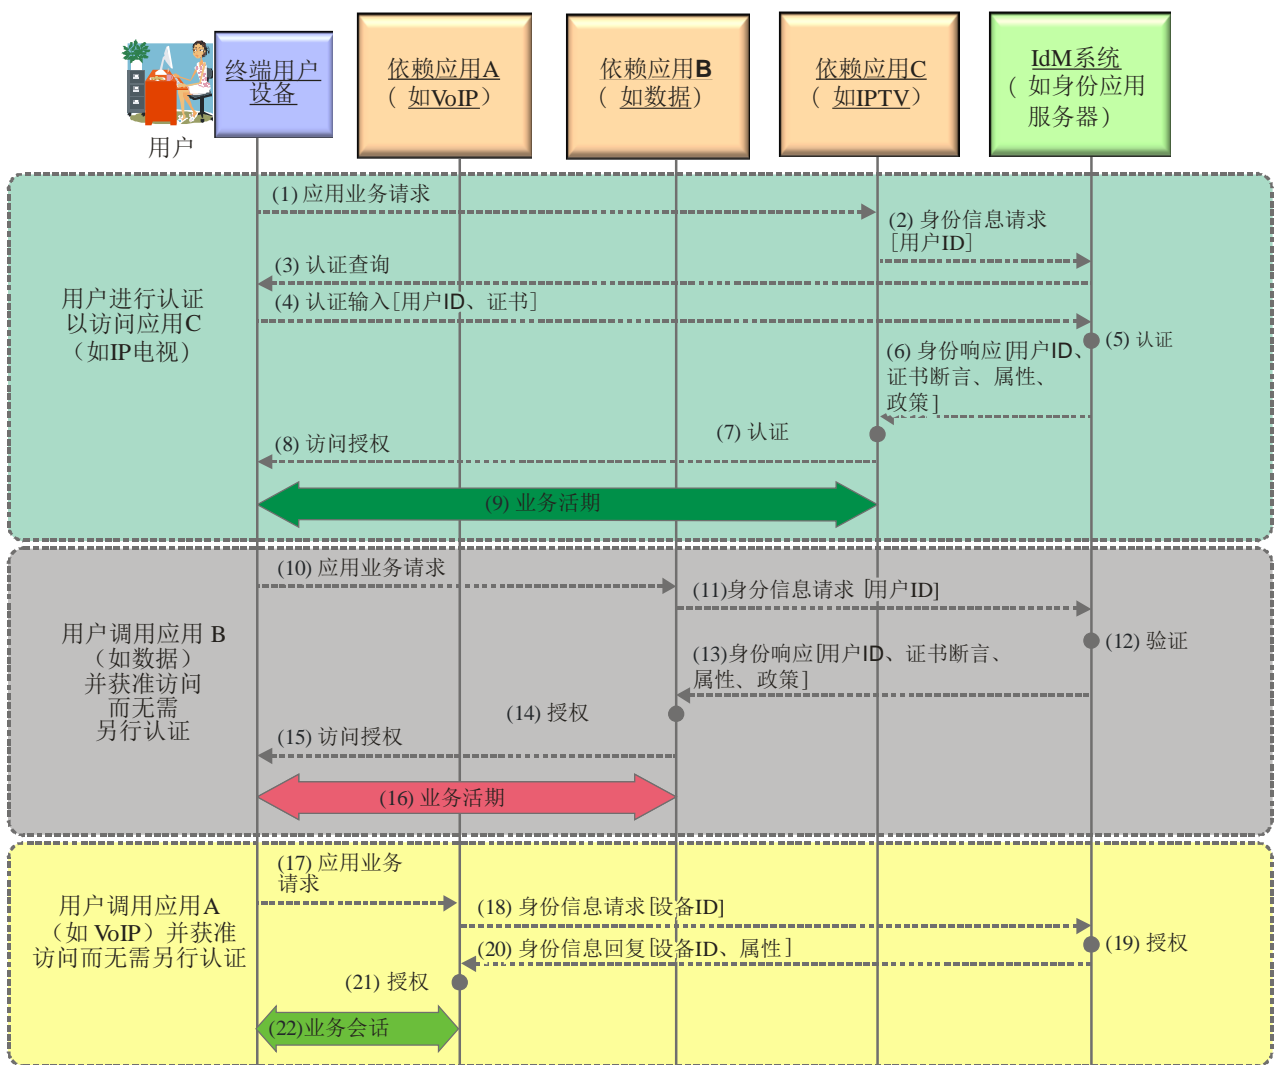 终端用户
设备
依赖应用A
( 如VoIP)
依赖应用B
( 如数据)
依赖应用C
( 如IPTV)
IdM系统
( 如身份应用
服务器)
用户
用户进行认证
以访问应用C
(如IP电视)
(1) 应用业务请求
(2) 身份信息请求
[用户ID]
(3) 认证查询
(4) 认证输入[用户ID、证书]
(5) 认证
(6) 身份响应[用户ID、
证书断言、属性、
政策]
(7) 认证
(8) 访问授权
(9) 业务活期
用户调用应用 B
(如数据)
并获准访问
而无需
另行认证
(10) 应用业务请求
(11)身分信息请求 [用户ID]
(12) 验证
(13)身份响应[用户ID、证书断言、
属性、政策]
(14) 授权
(15) 访问授权
(16) 业务活期
用户调用应用A
(如 VoIP)并获准
访问而无需另行认证
(17) 应用业务
请求
(18) 身份信息请求[设备ID]
(19) 授权
(20) 身份信息回复[设备ID、属性]
(21) 授权
(22)业务会话